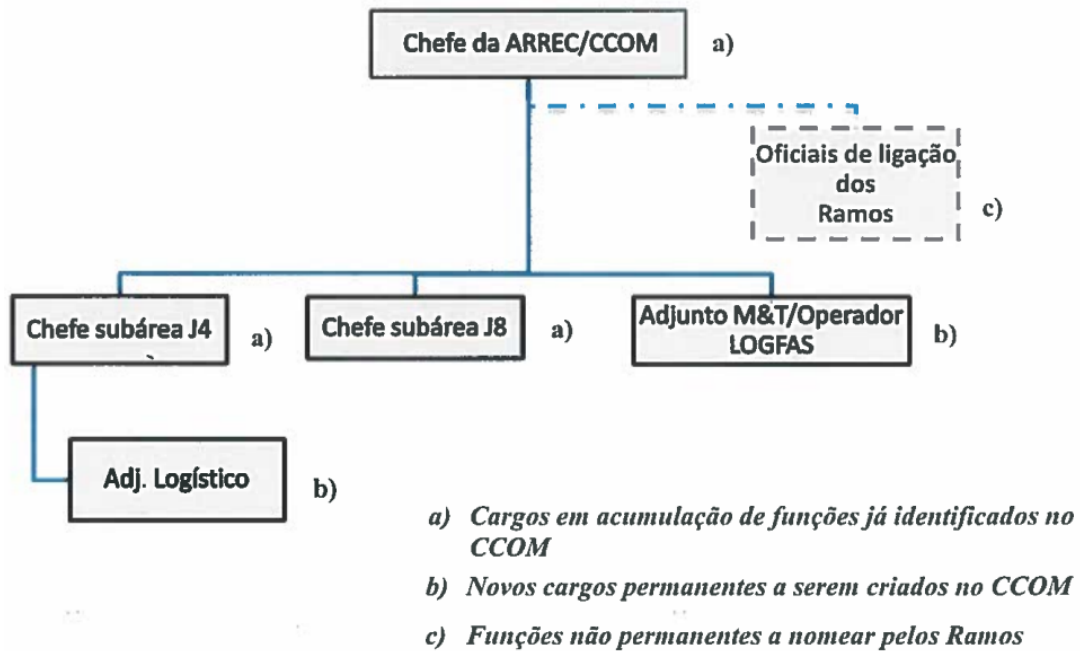 Chefe da ARREC/CCOM
a)
Oficiais de ligação
dos
Ramos
c)
Chefe subárea J4
a)
Chefe subárea J8
a)
Adjunto M&T/Operador
LOGFAS
b)
Adj. Logístico
b)
a) Cargos em acumulação de funções já identificados no
CCOM
b) Novos cargos permanentes a serem criados no CCOM
c) Funções não permanentes a nomear pelos Ramos